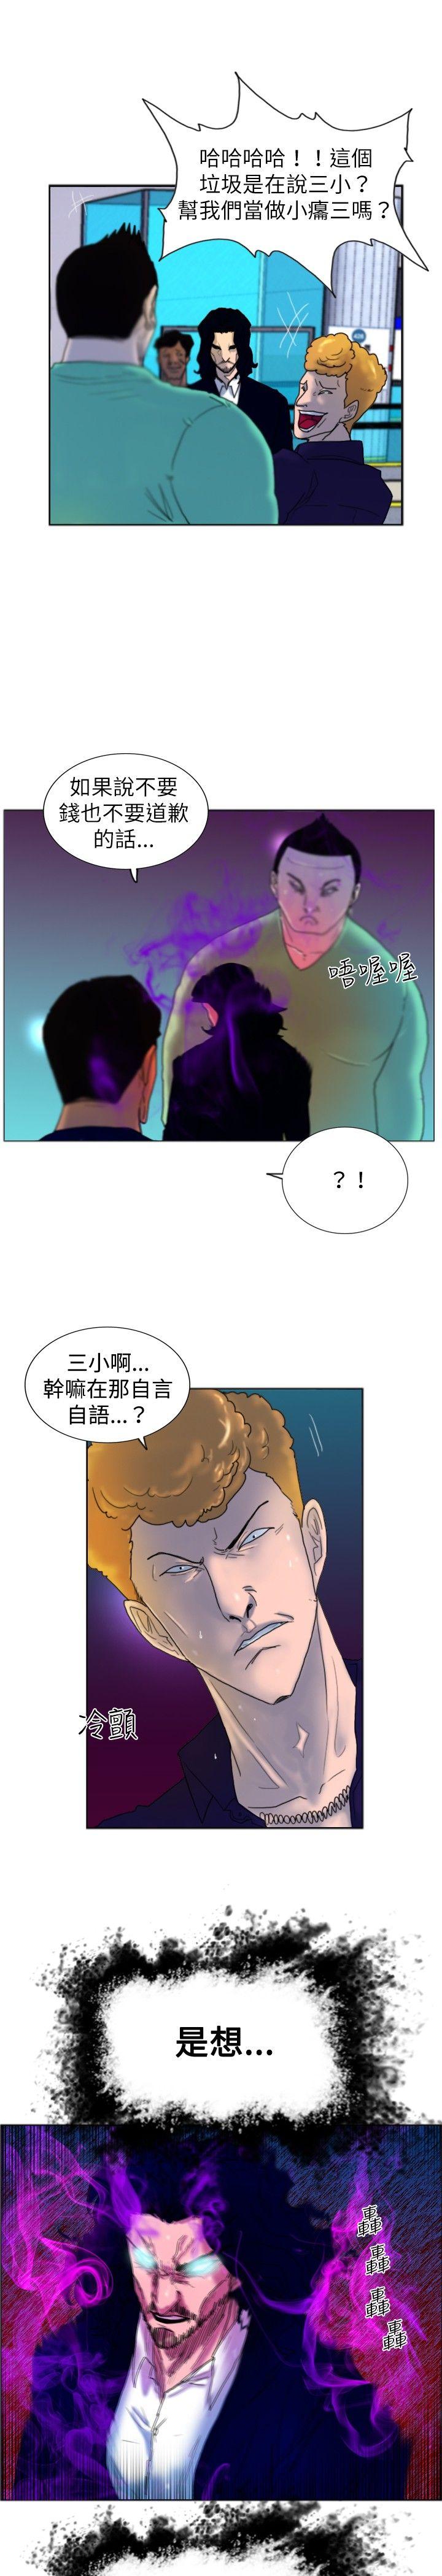 哈哈哈哈！！這個
垃圾是在說三小？
幫我們當做小癟三嗎？
如果說不要
錢也不要道歉
的話...
唔喔喔
？！
三小啊...
幹嘛在那自言
自語...？
冷顫
是想...
轟
轟
轟
轟